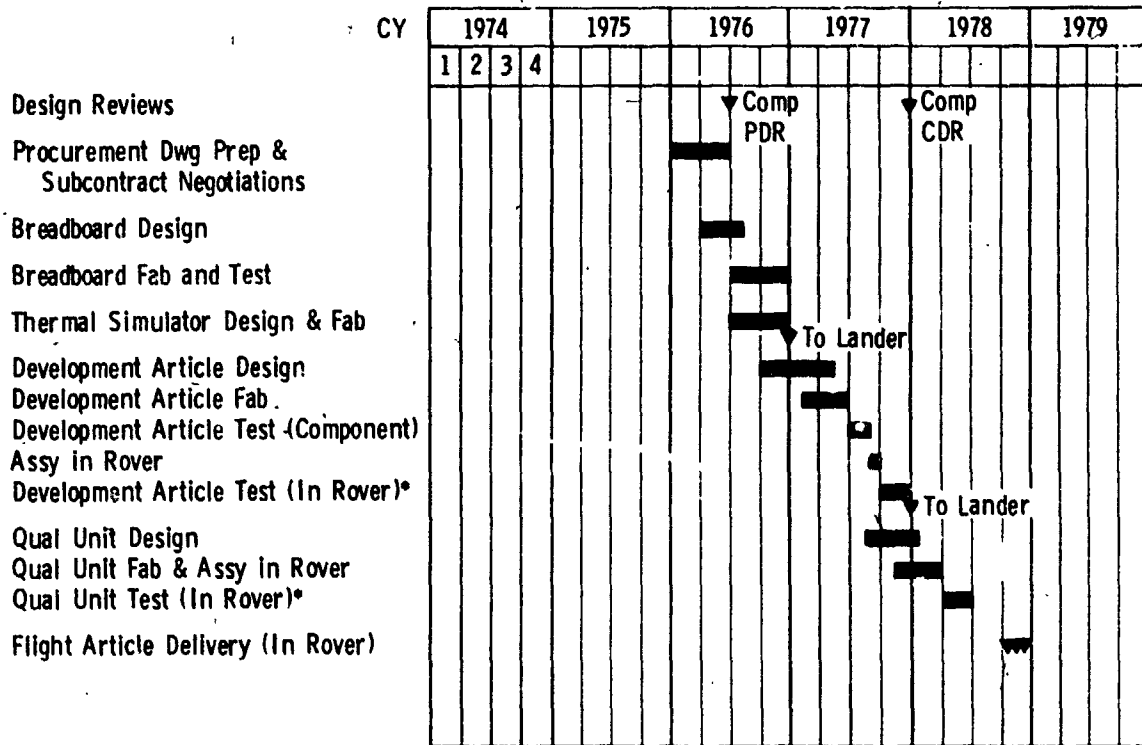 CY 1974 1975 1976 1977 1978 1979
1 2 3 4
Design Reviews
Comp
PDR
Comp
CDR
Procurement Dwg Prep &
Subcontract Negotiations
Breadboard Design
Breadboard Fab and Test
Thermal Simulator Design & Fab
To Lander
Development Article Design
Development Article Fab.
Development Article Test (Component)
Assy in Rover
Development Article Test (In Rover)*
To Lander
Qual Unit Design
Qual Unit Fab & Assy in Rover
Qual Unit Test (In Rover)*
Flight Article Delivery (In Rover)